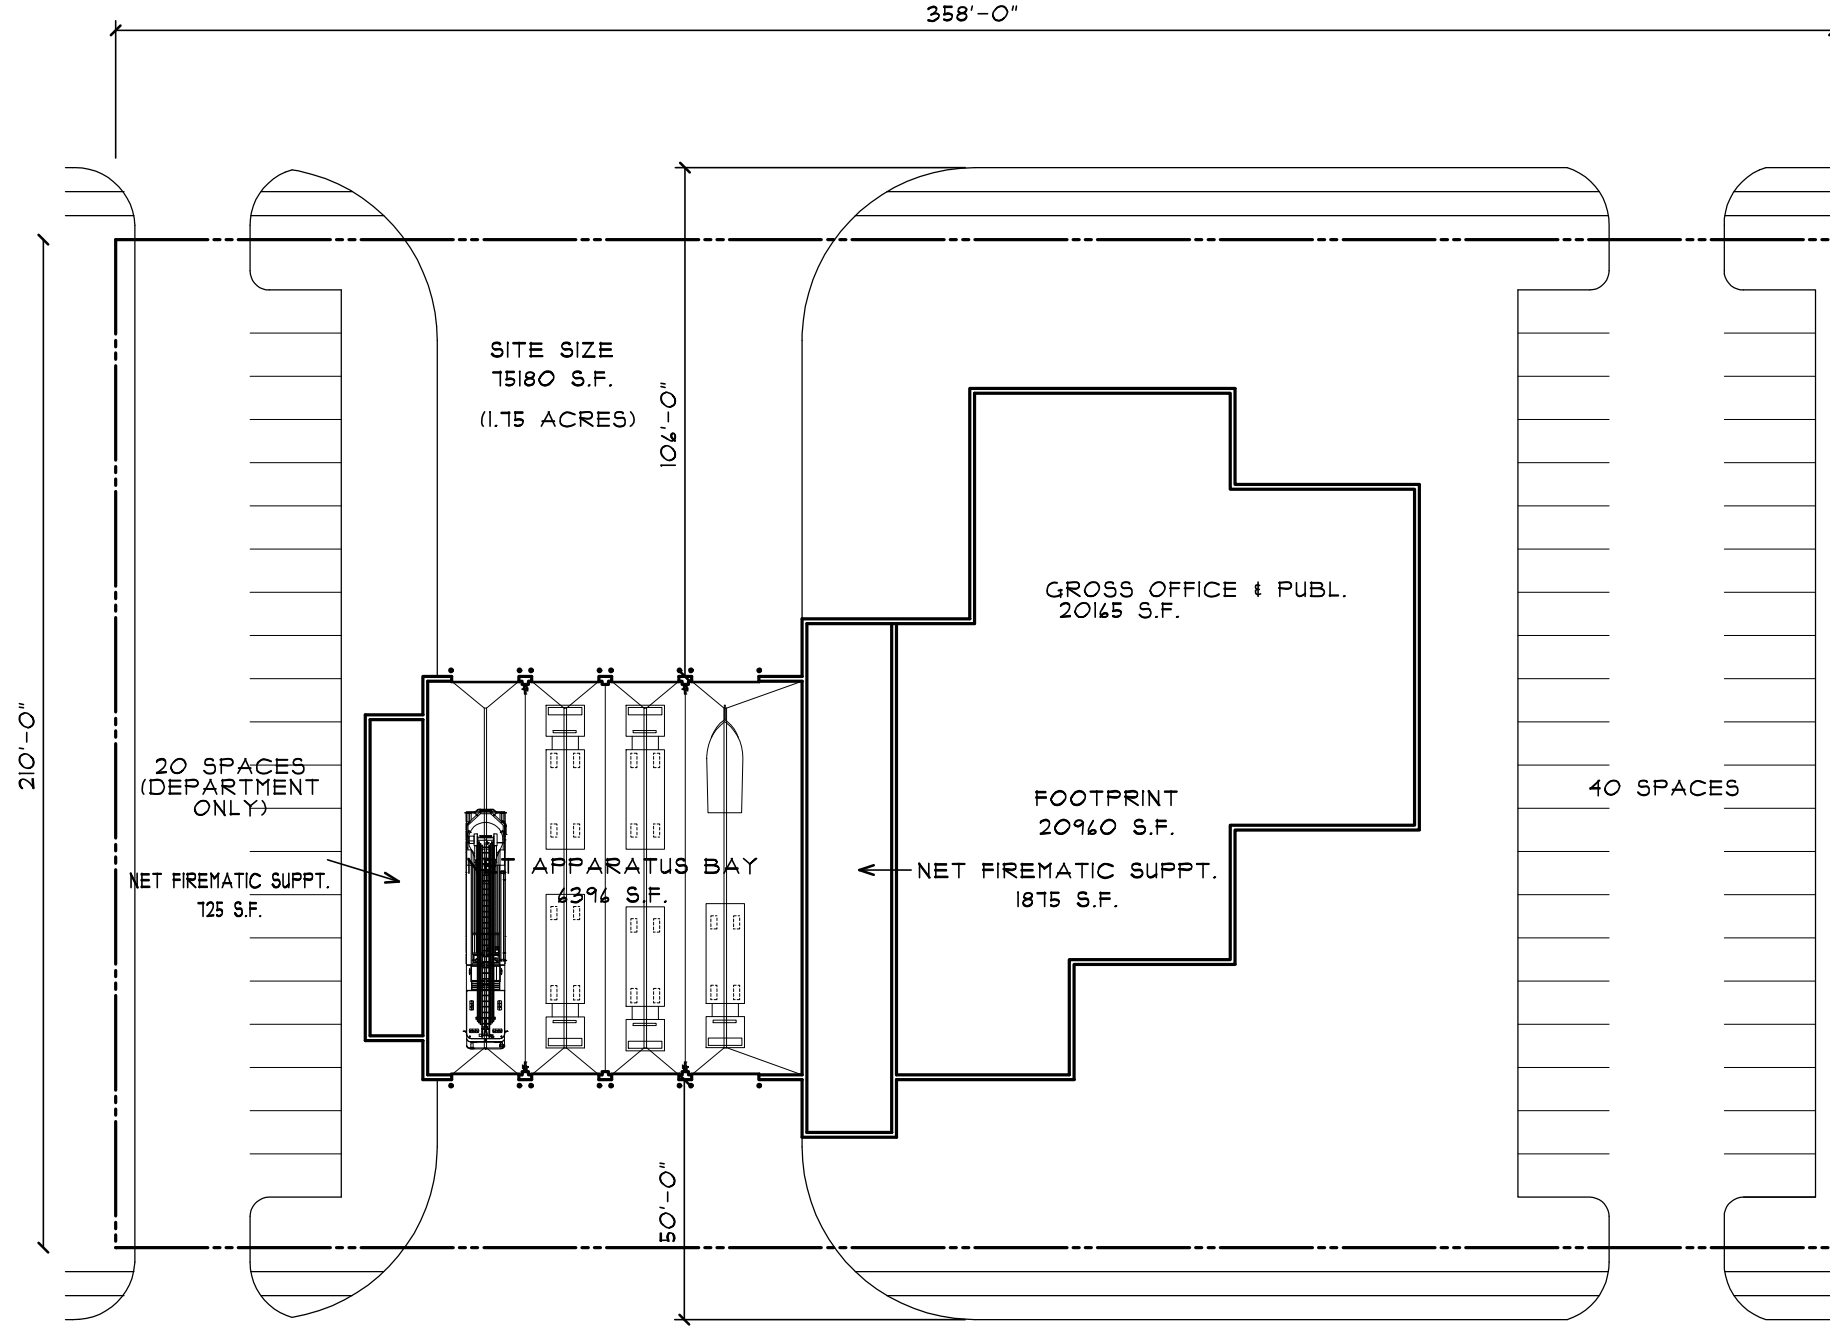 358'-0"
SITE SIZE
75180 S.F.
(1.75 ACRES)
106'-0"
GROSS OFFICE & PUBL.
20165 S.F.
210'-0"
20 SPACES
(DEPARTMENT
ONLY)
40 SPACES
FOOTPRINT
20960 S.F.
NET APPARATUS BAY
6396 S.F.
NET FIREMATIC SUPPT.
1875 S.F.
NET FIREMATIC SUPPT.
725 S.F.
50'-0"